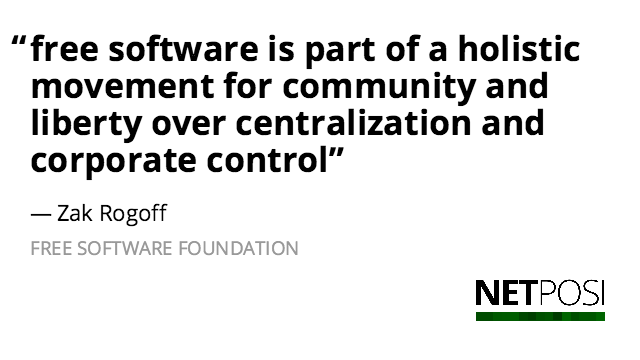 “free software is part of a holistic
movement for community and
liberty over centralization and
corporate control”
— Zak Rogoff
FREE SOFTWARE FOUNDATION
NETPOSI